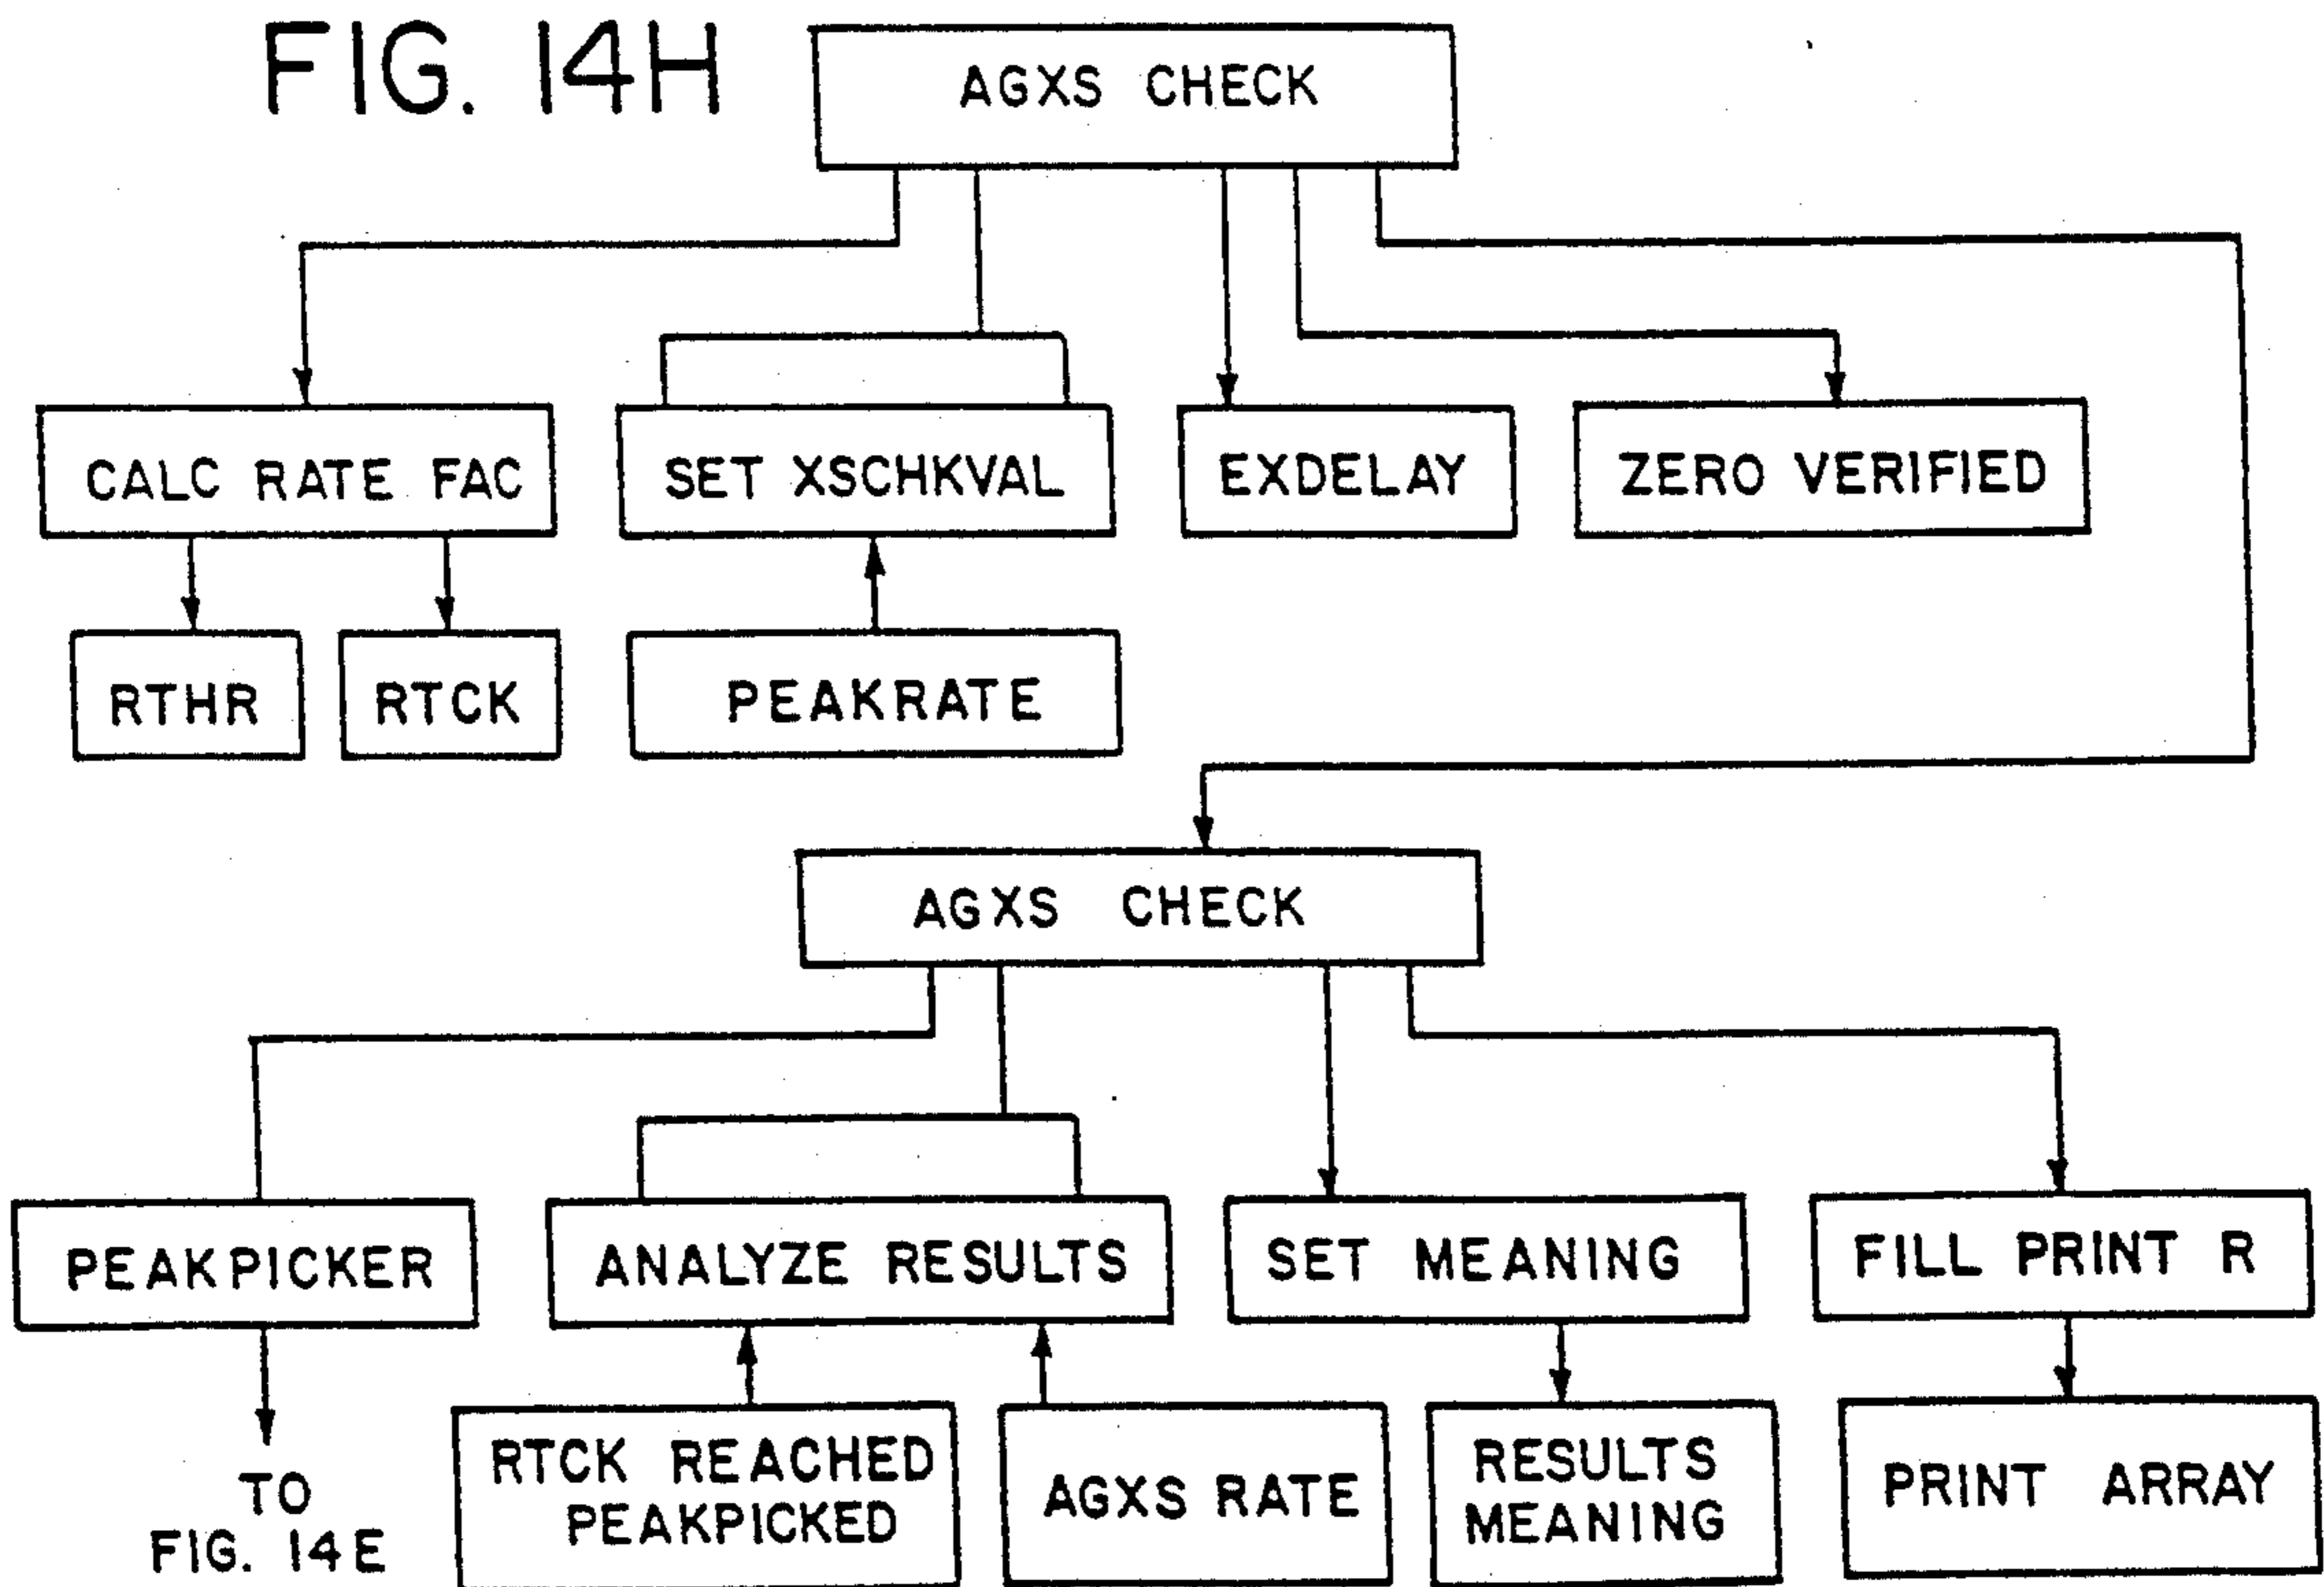 FIG. 14H
AGXS CHECK
CALC RATE FAC
SET XSCHKVAL
EXDELAY
ZERO VERIFIED
RTHR
RTCK
PEAKRATE
AGXS CHECK
PEAKPICKER
ANALYZE RESULTS
SET MEANING
FILL PRINT R
TO
FIG. 14E
RTCK REACHED
PEAKPICKED
AGXS RATE
RESULTS
MEANING
PRINT ARRAY